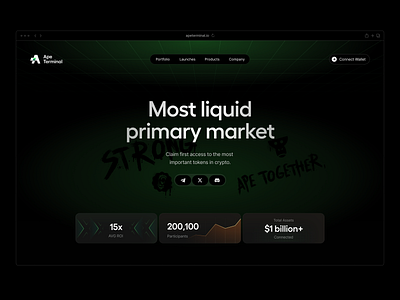 apeterminal.io
Ape
Terminal
Portfolio
Launches
Products
Company
Connect Wallet
Most liquid
primary market
STRONG
APE TOGETHER
Claim first access to the most
important tokens in crypto.
15x
AVG ROI
200,100
Participants
Total Assets
$1 billion+
Connected